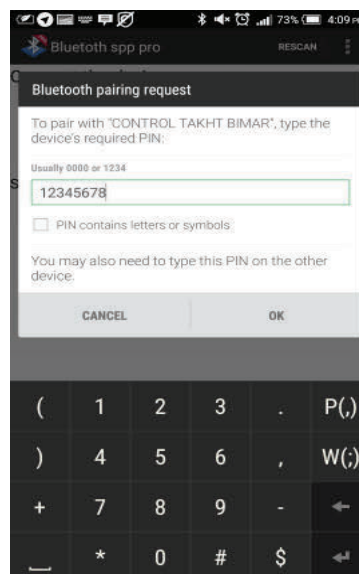 73% 4:09 P
Bluetoth spp pro RESCAN
Bluetooth pairing request
To pair with "CONTROL TAKHT BIMAR", type the
device's required PIN:
Usually 0000 or 1234
12345678
PIN contains letters or symbols
You may also need to type this PIN on the other
device.
CANCEL OK
( 1 2 3 . P(,)
) 4 5 6 , W(;)
+ 7 8 9 -
* 0 # $